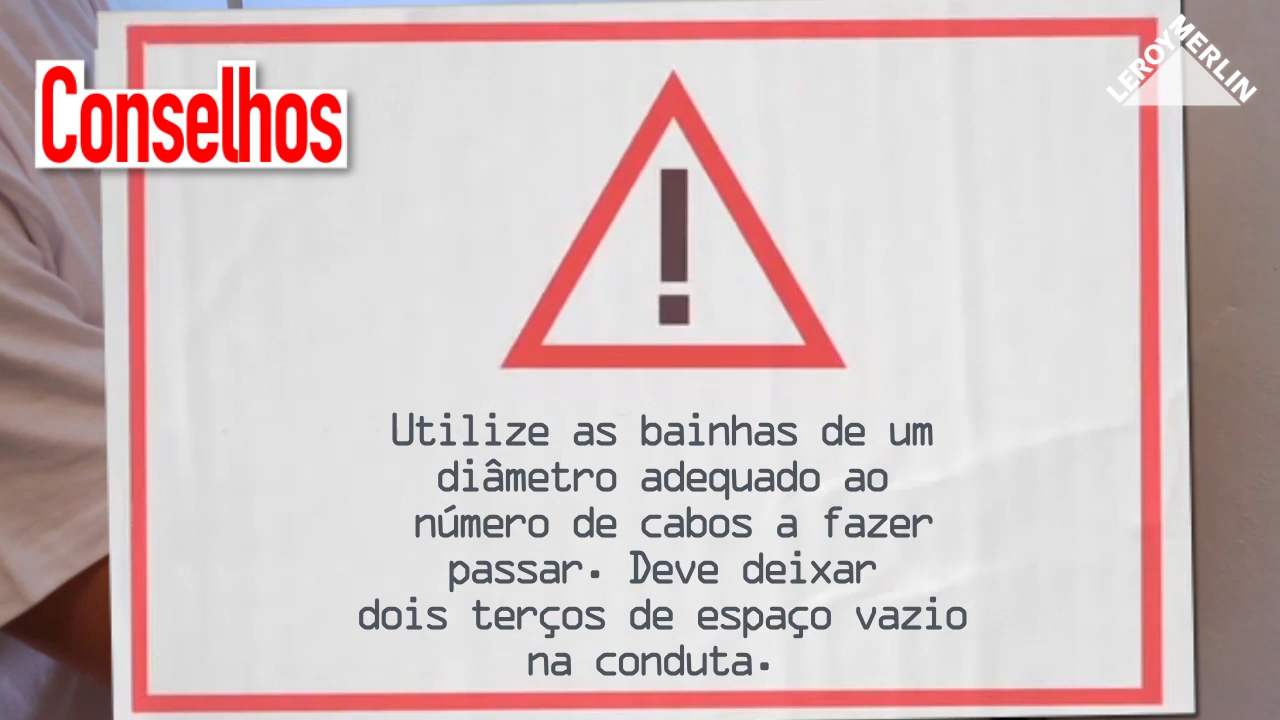 LEROY MERLIN
Conselhos
!
Utilize as bainhas de um
diâmetro adequado ao
número de cabos a fazer
passar. Deve deixar
dois terços de espaço vazio
na conduta.